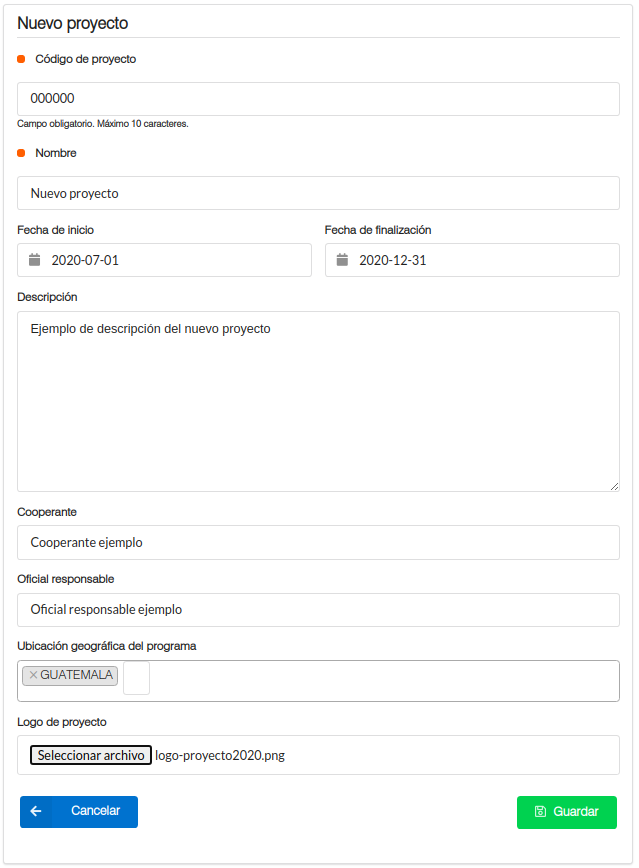 Nuevo proyecto
Código de proyecto
000000
Campo obligatorio. Máximo 10 caracteres.
Nombre
Nuevo proyecto
Fecha de inicio
Fecha de finalización
2020-07-01
2020-12-31
Descripción
Ejemplo de descripción del nuevo proyecto
Cooperante
Cooperante ejemplo
Oficial responsable
Oficial responsable ejemplo
Ubicación geográfica del programa
×GUATEMALA
Logo de proyecto
Seleccionar archivo logo-proyecto2020.png
Cancelar
Guardar